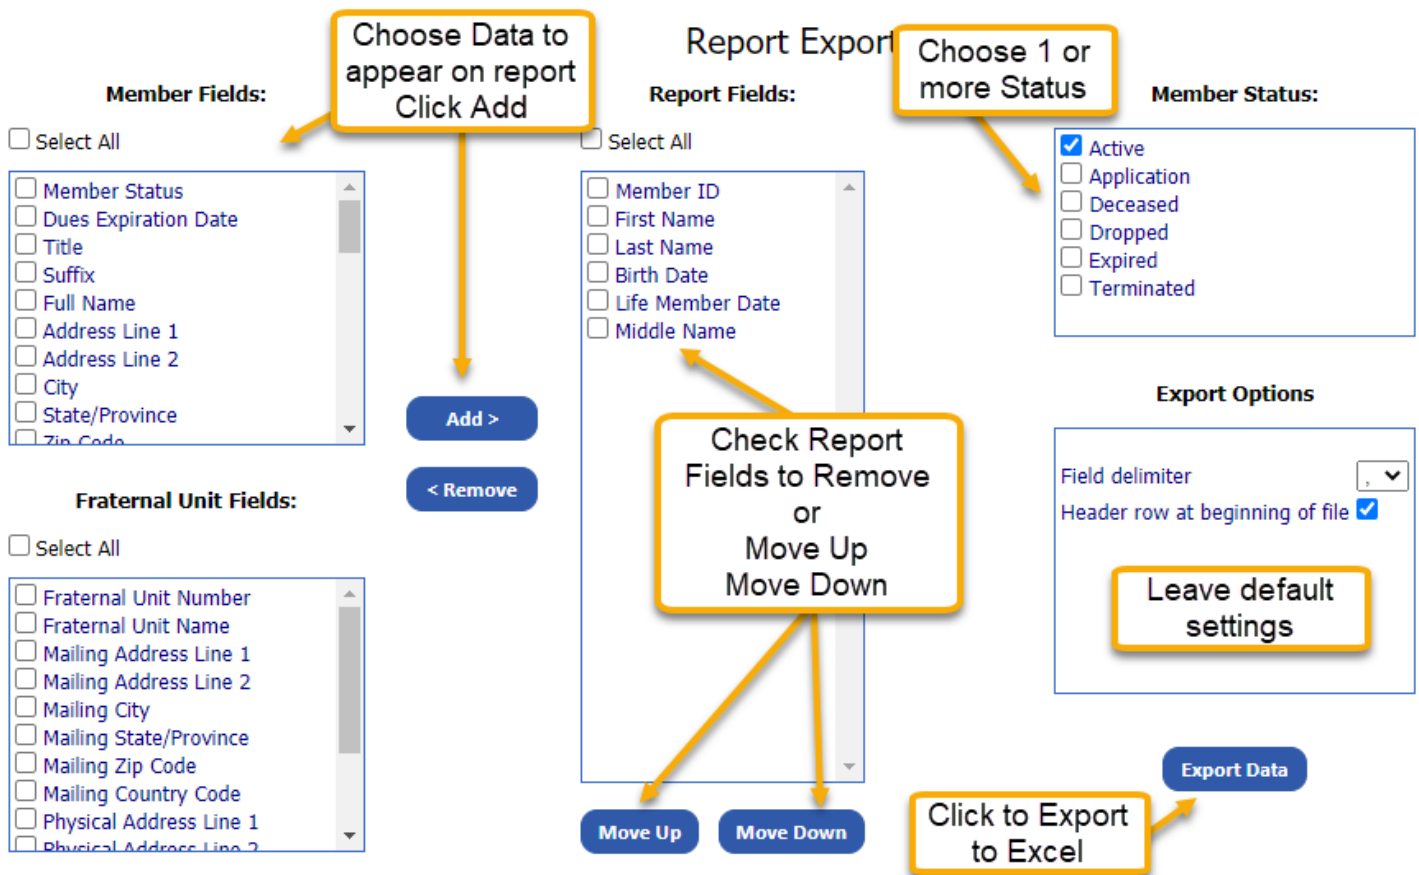 Report Export
Choose Data to
appear on report
Click Add
Choose 1 or
more Status
Member Fields:
Select All
Member Status
Dues Expiration Date
Title
Suffix
Full Name
Address Line 1
Address Line 2
City
State/Province
Zip Code
Fraternal Unit Fields:
Select All
Fraternal Unit Number
Fraternal Unit Name
Mailing Address Line 1
Mailing Address Line 2
Mailing City
Mailing State/Province
Mailing Zip Code
Mailing Country Code
Physical Address Line 1
Physical Address Line 2
Add >
< Remove
Report Fields:
Select All
Member ID
First Name
Last Name
Birth Date
Life Member Date
Middle Name
Check Report
Fields to Remove
or
Move Up
Move Down
Move Up
Move Down
Member Status:
Active
Application
Deceased
Dropped
Expired
Terminated
Export Options
Field delimiter ,
Header row at beginning of file
Leave default
settings
Export Data
Click to Export
to Excel